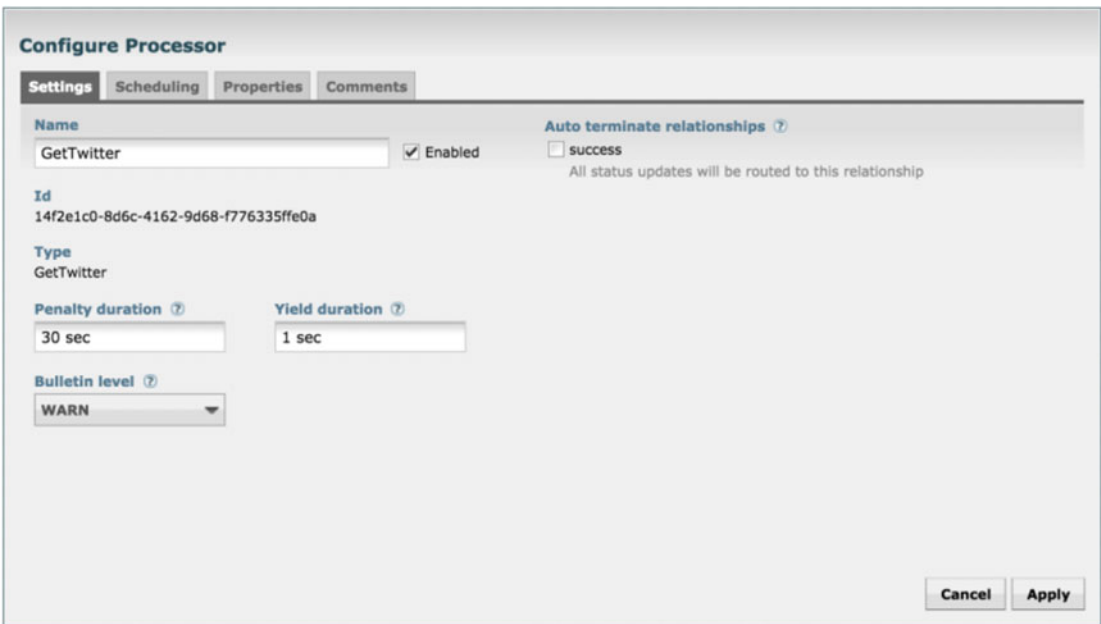 Configure Processor
Settings Scheduling Properties Comments
Name
GetTwitter
Enabled
Auto terminate relationships ?
success
All status updates will be routed to this relationship
Id
14f2e1c0-8d6c-4162-9d68-f776335ffe0a
Type
GetTwitter
Penalty duration ? Yield duration ?
30 sec 1 sec
Bulletin level ?
WARN
Cancel Apply